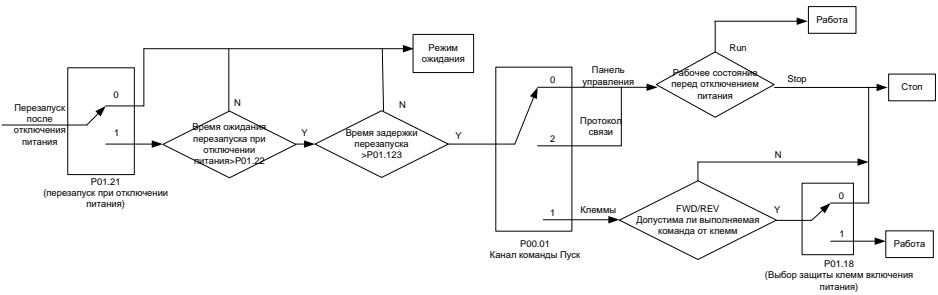 Перезапуск
после
отключения
питания
0
1
P01.21
(перезапуск при отключении
питания)
N
Время ожидания
перезапуска при
отключении
питания>P01.22
Y
Режим
ожидания
N
Время задержки
перезапуска
>P01.123
Y
0
2
1
P00.01
Канал команды Пуск
Панель
управления
Протокол
связи
Клеммы
Run
Рабочее состояние
перед отключением
питания
Stop
Работа
Стоп
N
FWD/REV
Допустима ли выполняемая
команда от клемм
Y
0
1
P01.18
(Выбор защиты клемм включения
питания)
Работа